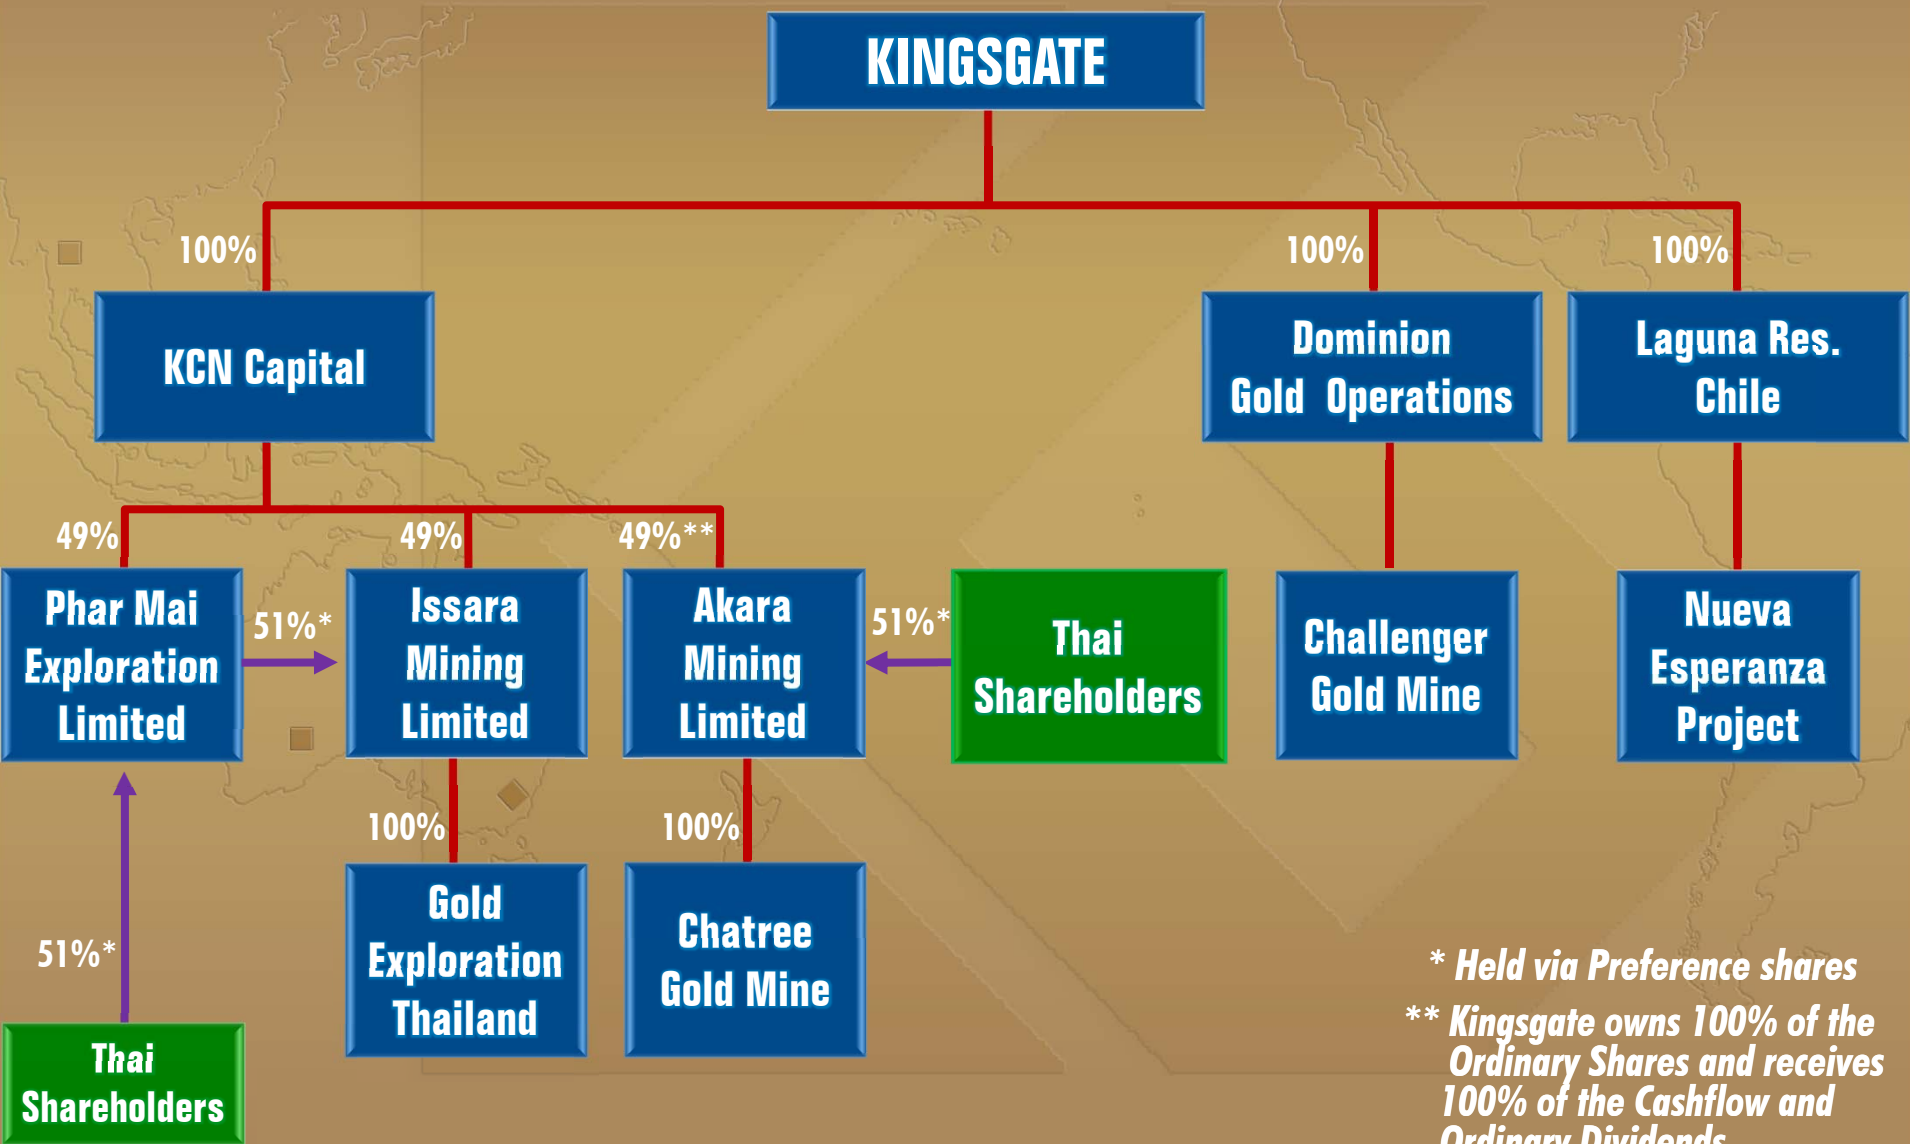 KINGSGATE
100%
100%
100%
KCN Capital
Dominion
Gold Operations
Laguna Res.
Chile
49%
49%
49%**
Phar Mai
Exploration
Limited
51%*
Issara
Mining
Limited
Akara
Mining
Limited
51%*
Thai
Shareholders
Challenger
Gold Mine
Nueva
Esperanza
Project
100%
100%
51%*
Gold
Exploration
Thailand
Chatree
Gold Mine
Thai
Shareholders
* Held via Preference shares
** Kingsgate owns 100% of the
Ordinary Shares and receives
100% of the Cashflow and
Ordinary Dividends